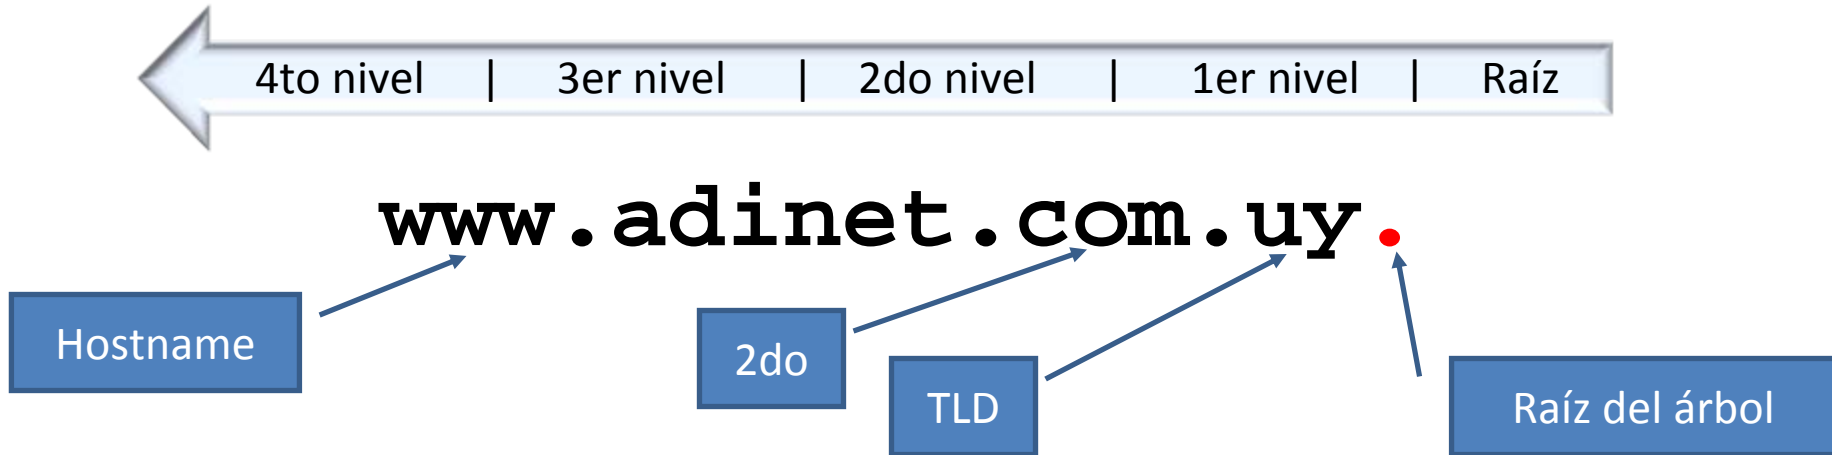 4to nivel | 3er nivel | 2do nivel | 1er nivel | Raíz
www.adinet.com.uy.
Hostname
2do
TLD
Raíz del árbol